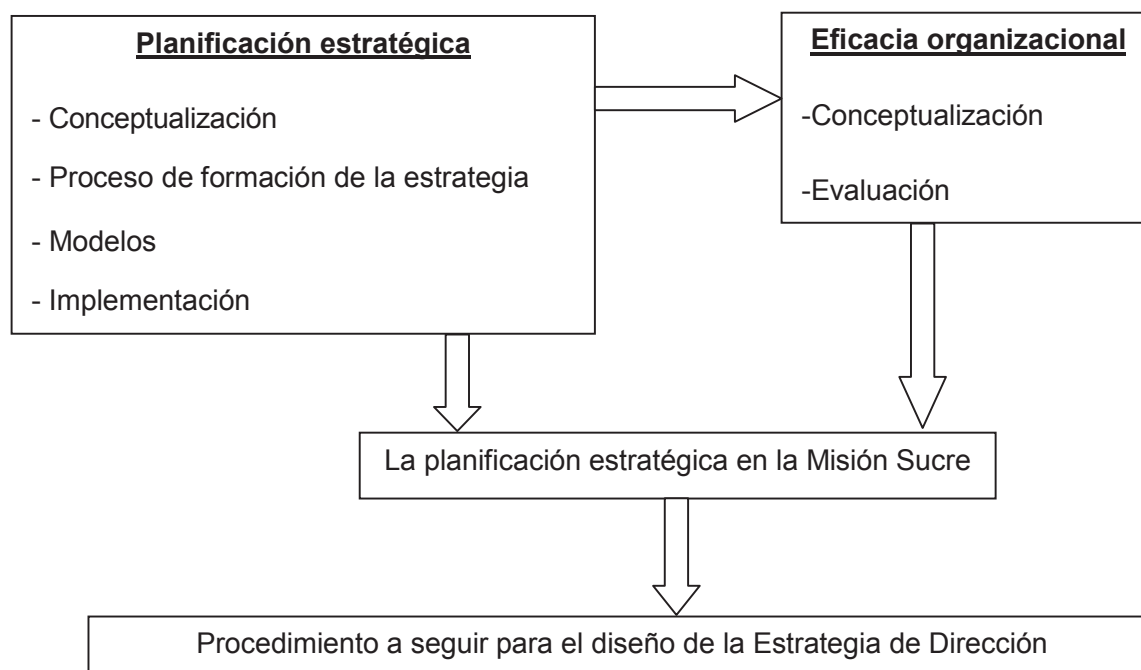 Planificación estratégica
- Conceptualización
- Proceso de formación de la estrategia
- Modelos
- Implementación
Eficacia organizacional
-Conceptualización
-Evaluación
La planificación estratégica en la Misión Sucre
Procedimiento a seguir para el diseño de la Estrategia de Dirección